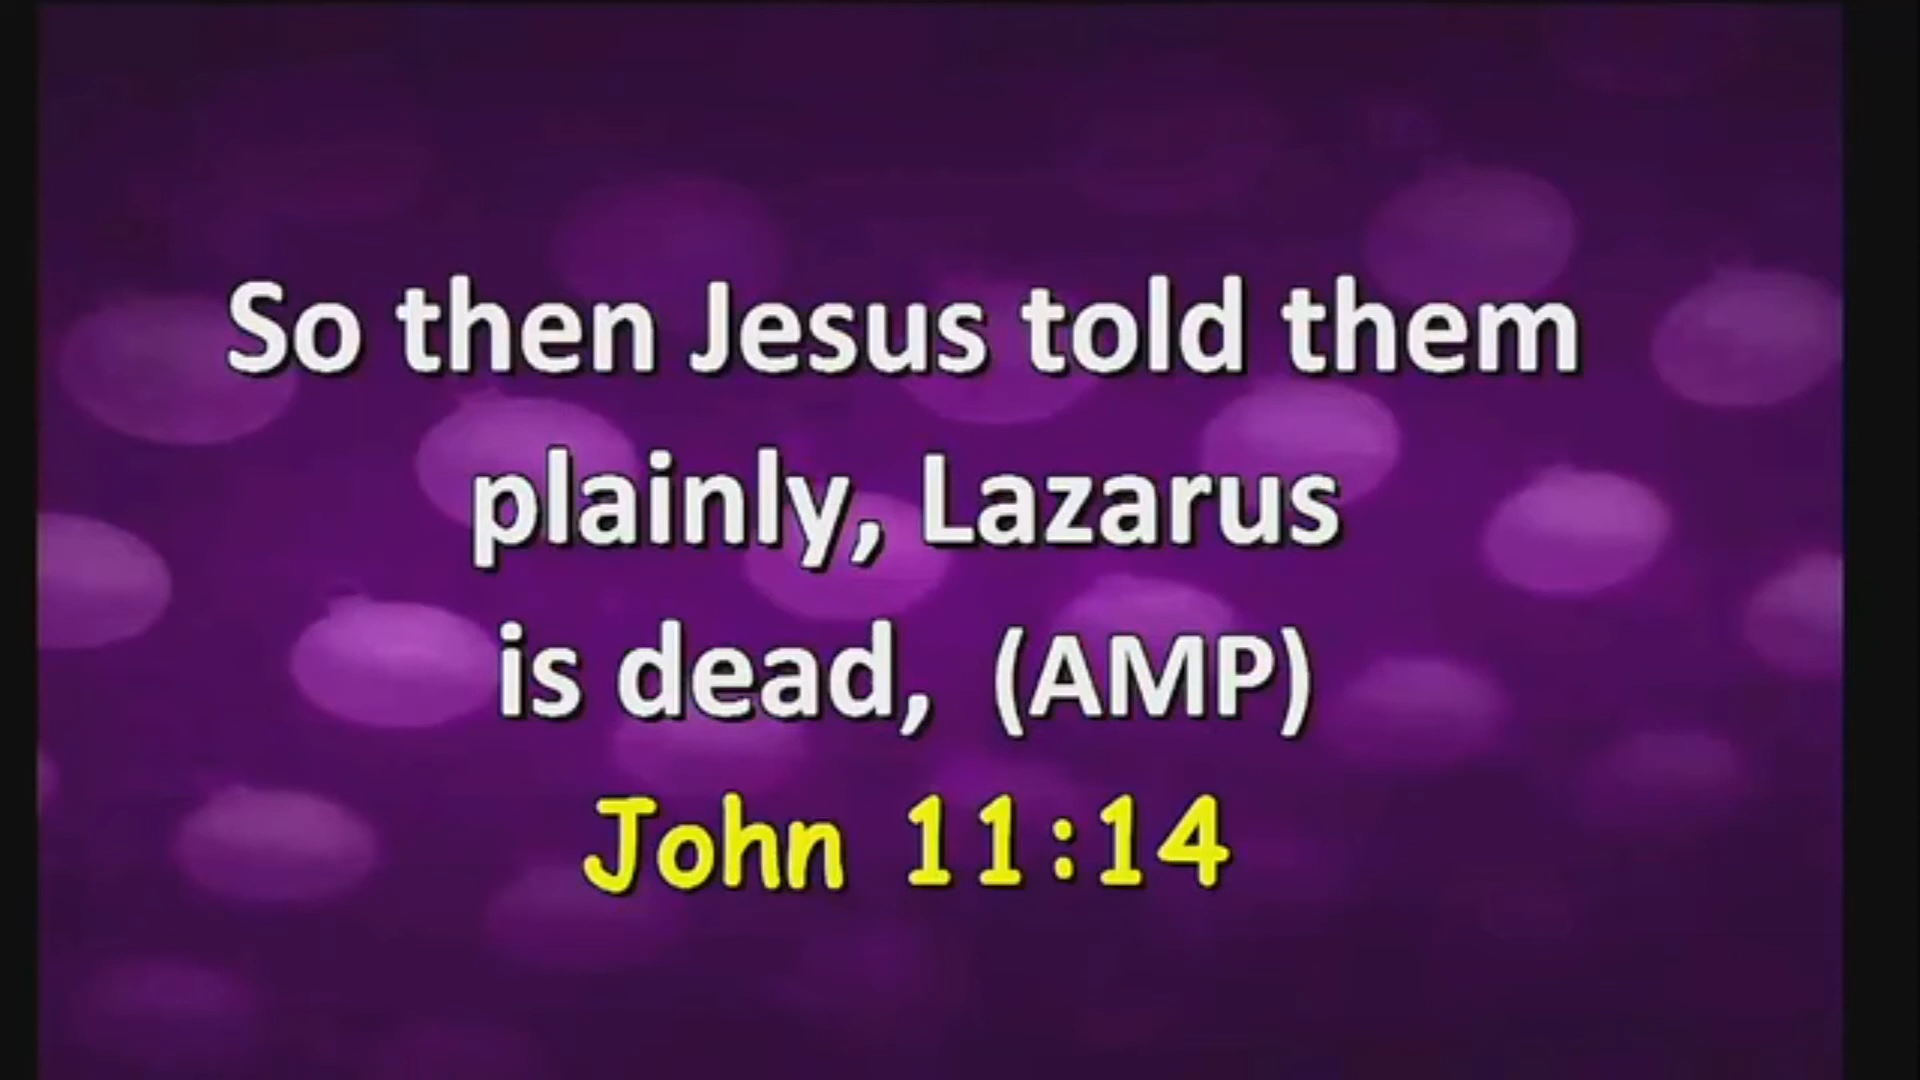 So then Jesus told them
plainly, Lazarus
is dead, (AMP)
John 11:14